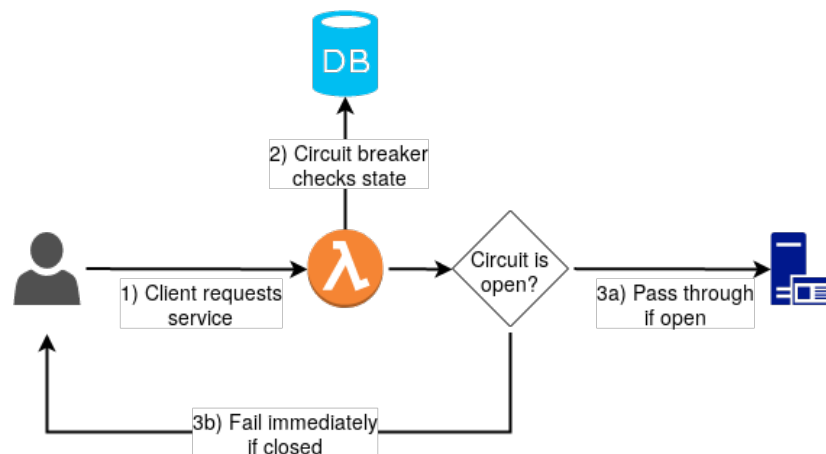 DB
2) Circuit breaker
checks state
1) Client requests
service
Circuit is
open?
3a) Pass through
if open
3b) Fail immediately
if closed